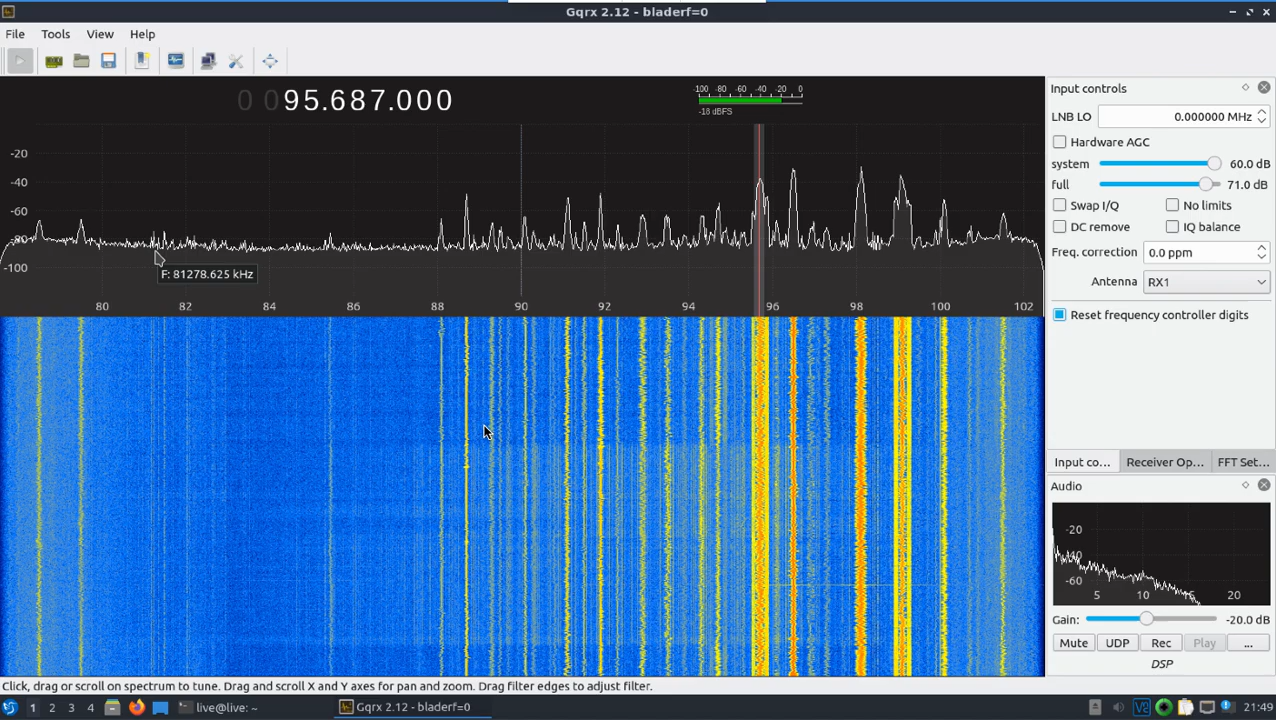 Gqrx 2.12 - bladerf=0
File Tools View Help
0 095.687.000
-100 -80 -60 -40 -20 0
-18 dBFS
-20
-40
-60
-80
-100
F: 81278.625 kHz
80 82 84 86 88 90 92 94 96 98 100 102
Input controls
LNB LO 0.000000 MHz
Hardware AGC
system 60.0 dB
full 71.0 dB
Swap I/Q No limits
DC remove IQ balance
Freq. correction 0.0 ppm
Antenna RX1
Reset frequency controller digits
Input co... Receiver Op... FFT Set...
Audio
-20
-40
-60
5 10 15 20
Gain: -20.0 dB
Mute UDP Rec Play ...
DSP
Click, drag or scroll on spectrum to tune. Drag and scroll X and Y axes for pan and zoom. Drag filter edges to adjust filter.
1 2 3 4 live@live: ~ Gqrx 2.12 - bladerf=0 21:49